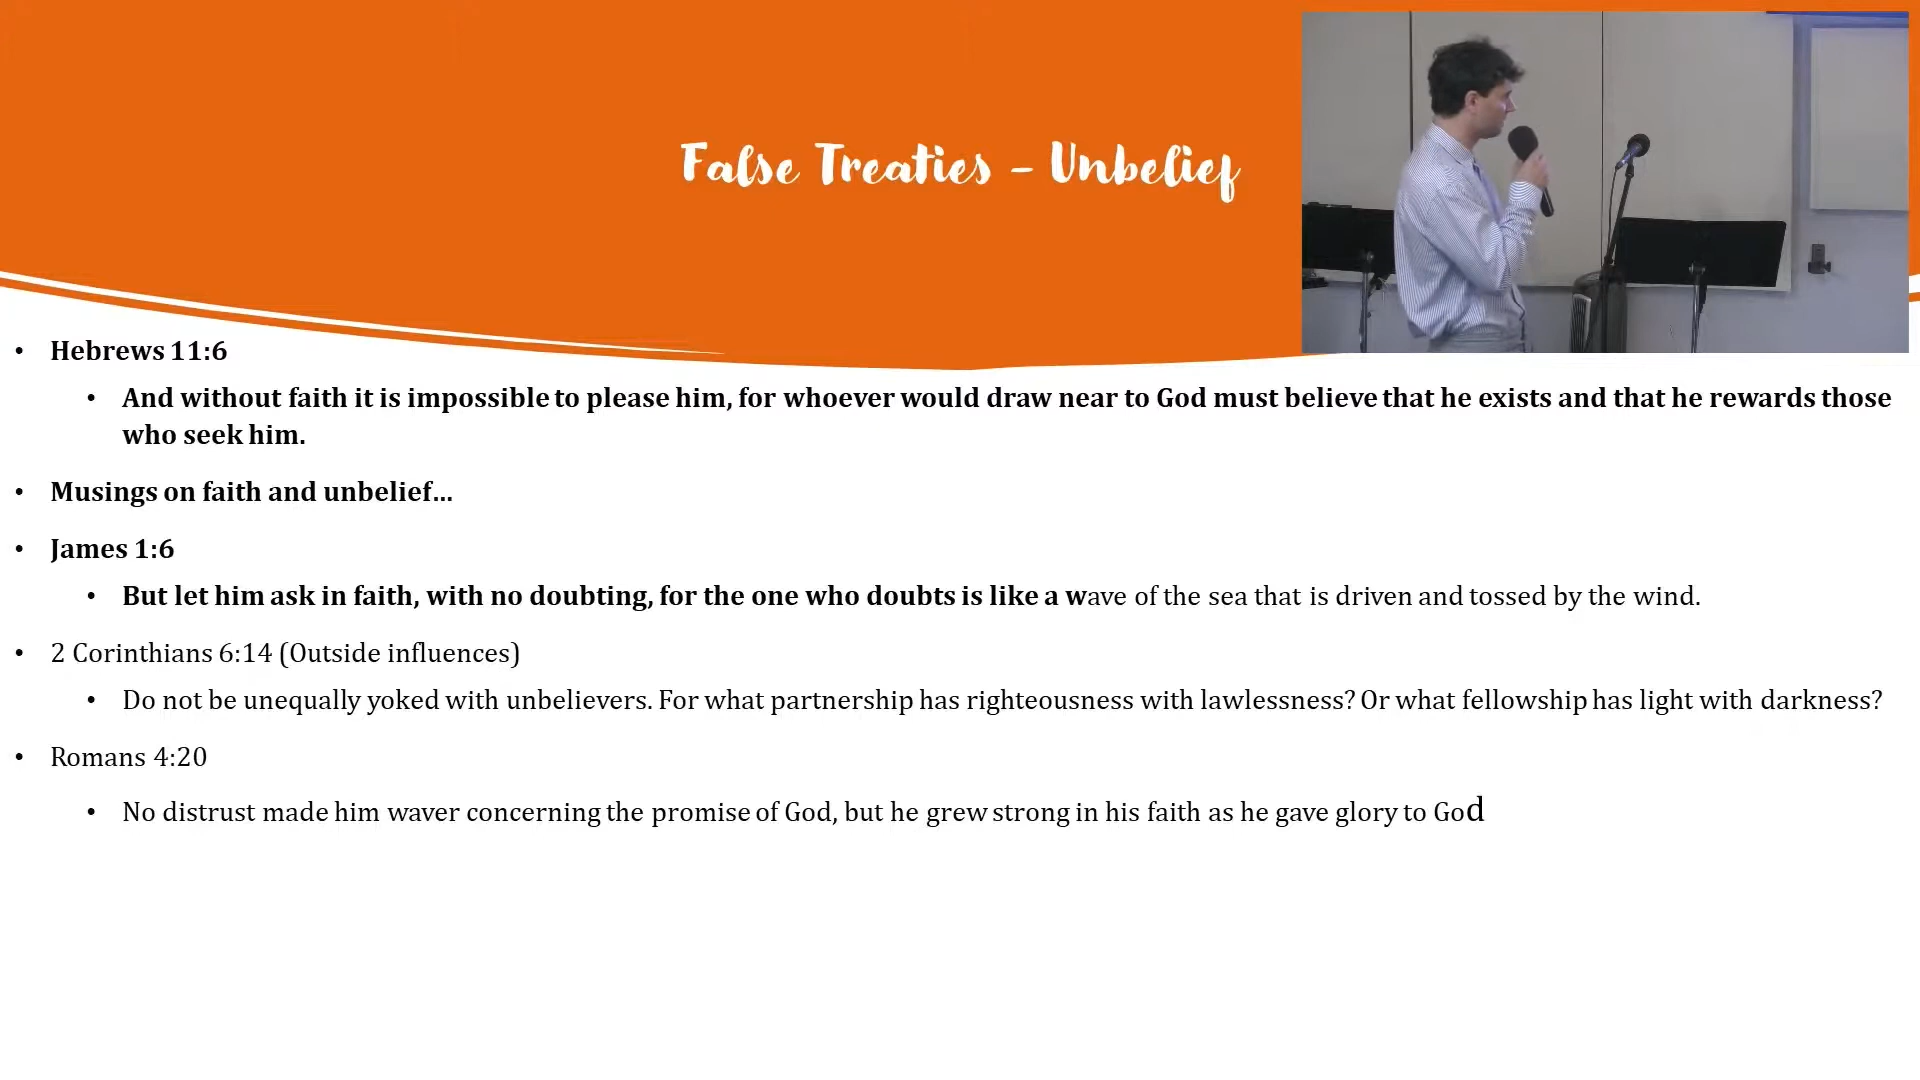 False Treaties - Unbelief
• Hebrews 11:6
• And without faith it is impossible to please him, for whoever would draw near to God must believe that he exists and that he rewards those
who seek him.
• Musings on faith and unbelief...
• James 1:6
• But let him ask in faith, with no doubting, for the one who doubts is like a wave of the sea that is driven and tossed by the wind.
• 2 Corinthians 6:14 (Outside influences)
• Do not be unequally yoked with unbelievers. For what partnership has righteousness with lawlessness? Or what fellowship has light with darkness?
• Romans 4:20
• No distrust made him waver concerning the promise of God, but he grew strong in his faith as he gave glory to God